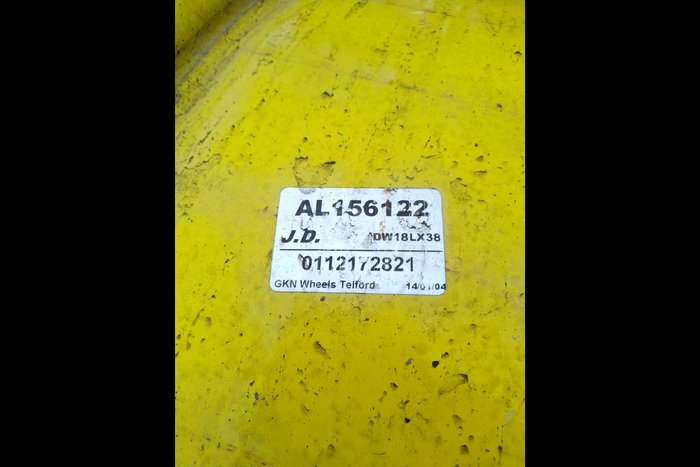 AL156122
J.D. DW18LX38
0112172821
GKN Wheels Telford 14/01/04